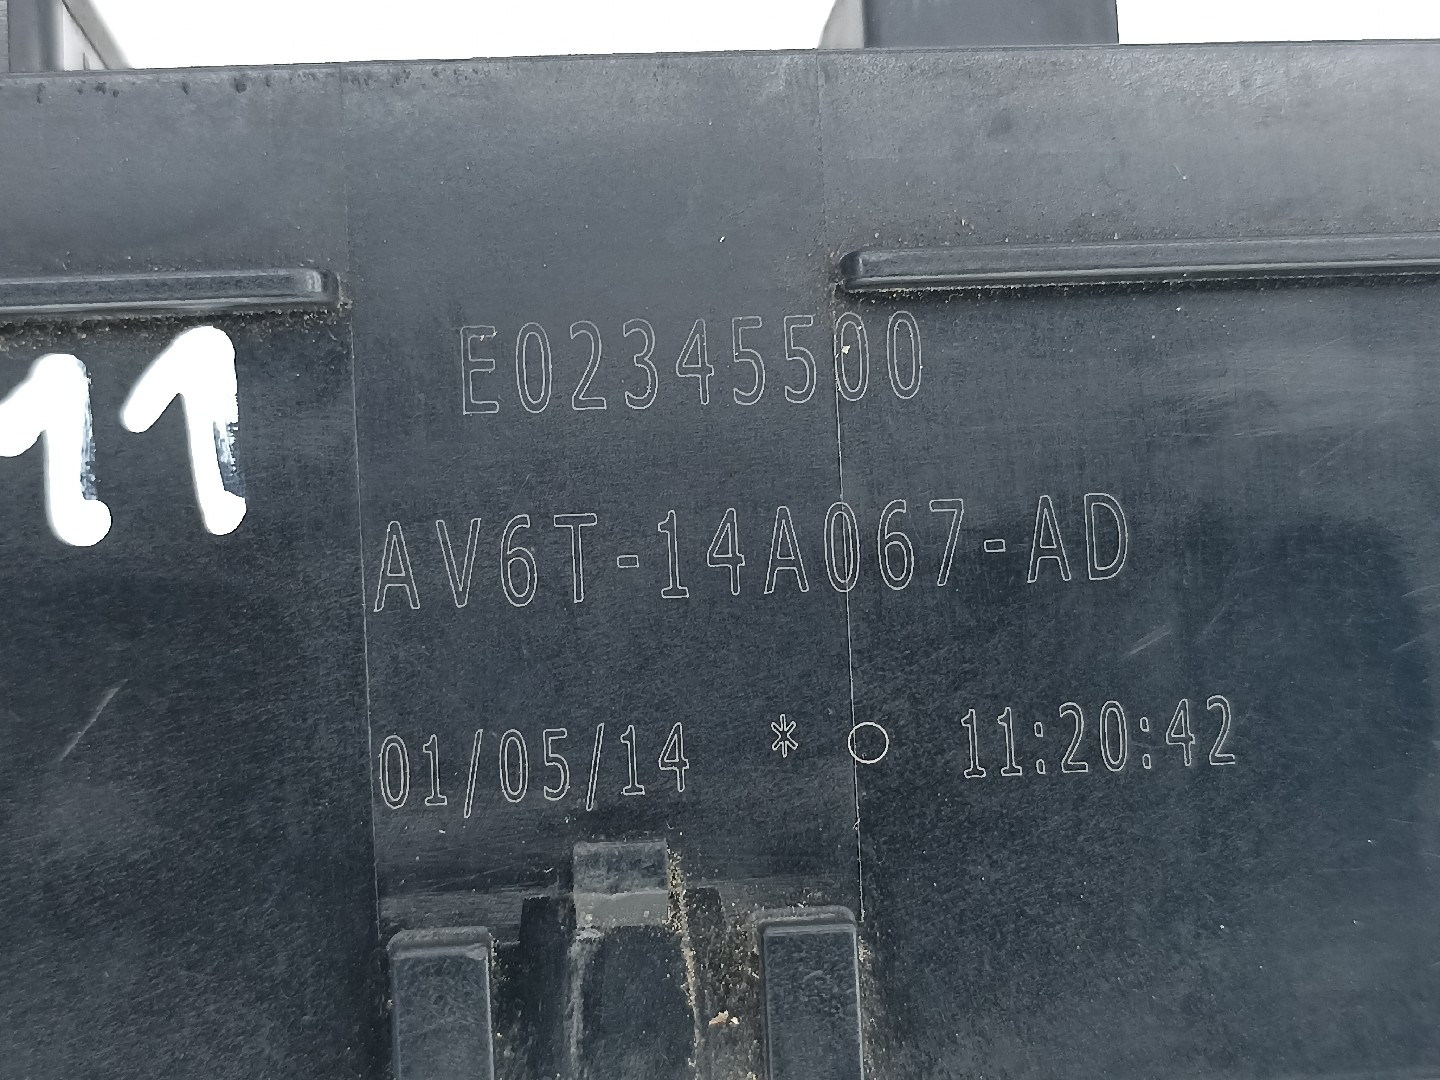 E02345500
11
AV6T-14A067-AD
01/05/14 * O 11:20:42